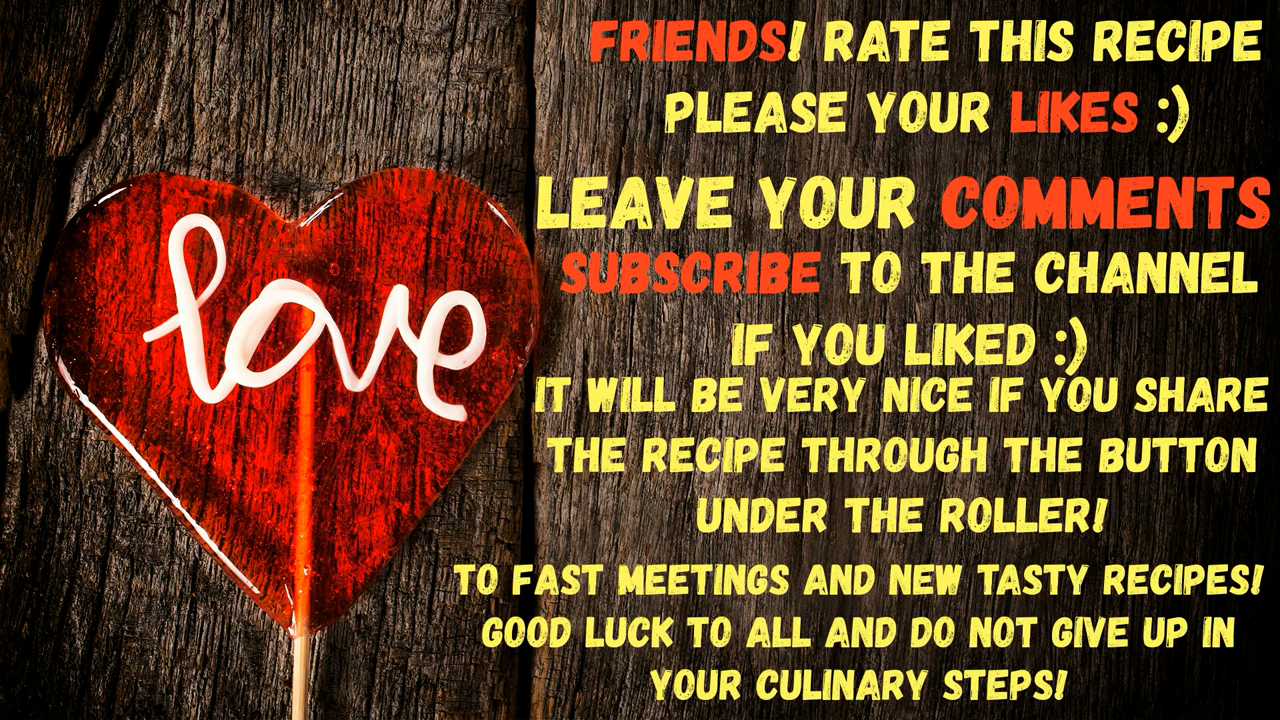 love
FRIENDS! RATE THIS RECIPE
PLEASE YOUR LIKES :)
LEAVE YOUR COMMENTS
SUBSCRIBE TO THE CHANNEL
IF YOU LIKED :)
IT WILL BE VERY NICE IF YOU SHARE
THE RECIPE THROUGH THE BUTTON
UNDER THE ROLLER!
TO FAST MEETINGS AND NEW TASTY RECIPES!
GOOD LUCK TO ALL AND DO NOT GIVE UP IN
YOUR CULINARY STEPS!